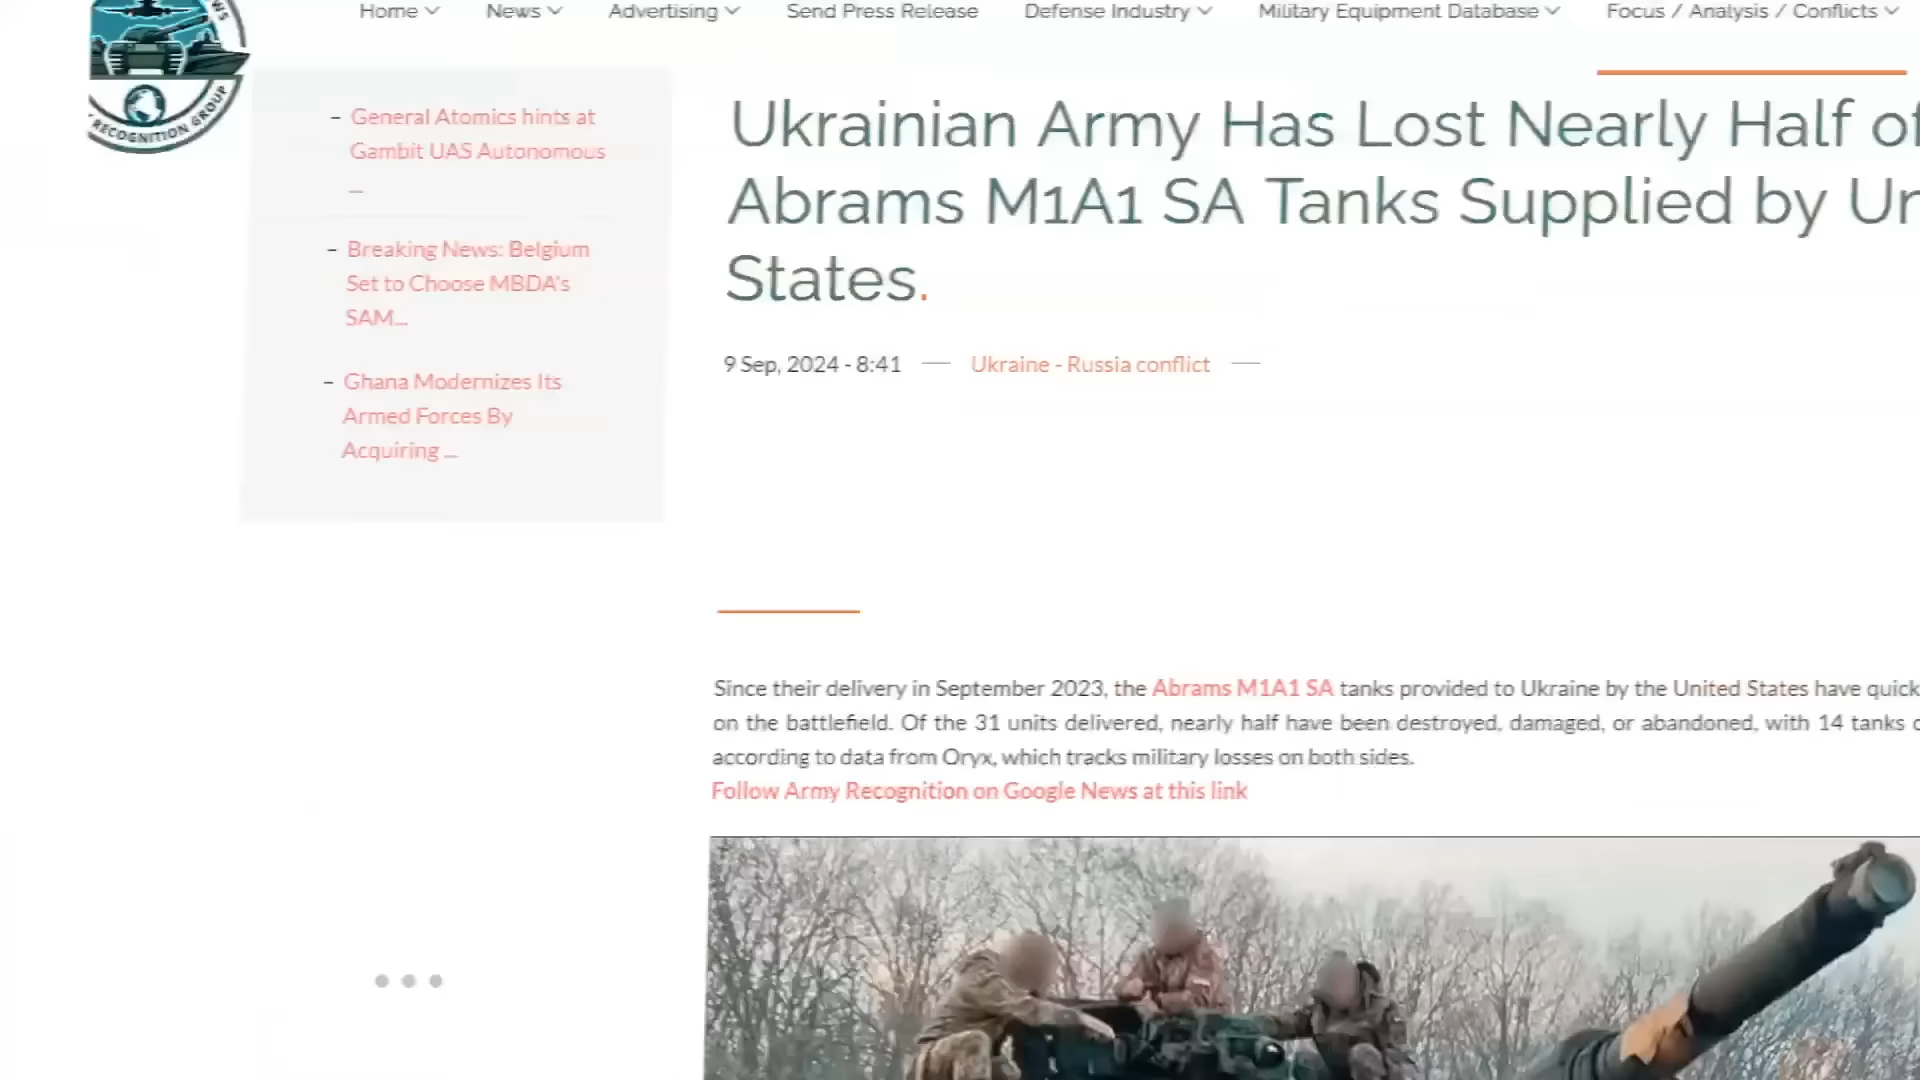 Home
News
Advertising
Send Press Release
Defense Industry
Military Equipment Database
Focus / Analysis / Conflicts
RECOGNITION GROUP
– General Atomics hints at
Gambit UAS Autonomous
...
– Breaking News: Belgium
Set to Choose MBDA's
SAM...
– Ghana Modernizes Its
Armed Forces By
Acquiring ...
Ukrainian Army Has Lost Nearly Half of
Abrams M1A1 SA Tanks Supplied by Un
States.
9 Sep, 2024 - 8:41 — Ukraine - Russia conflict —
Since their delivery in September 2023, the Abrams M1A1 SA tanks provided to Ukraine by the United States have quick
on the battlefield. Of the 31 units delivered, nearly half have been destroyed, damaged, or abandoned, with 14 tanks
according to data from Oryx, which tracks military losses on both sides.
Follow Army Recognition on Google News at this link